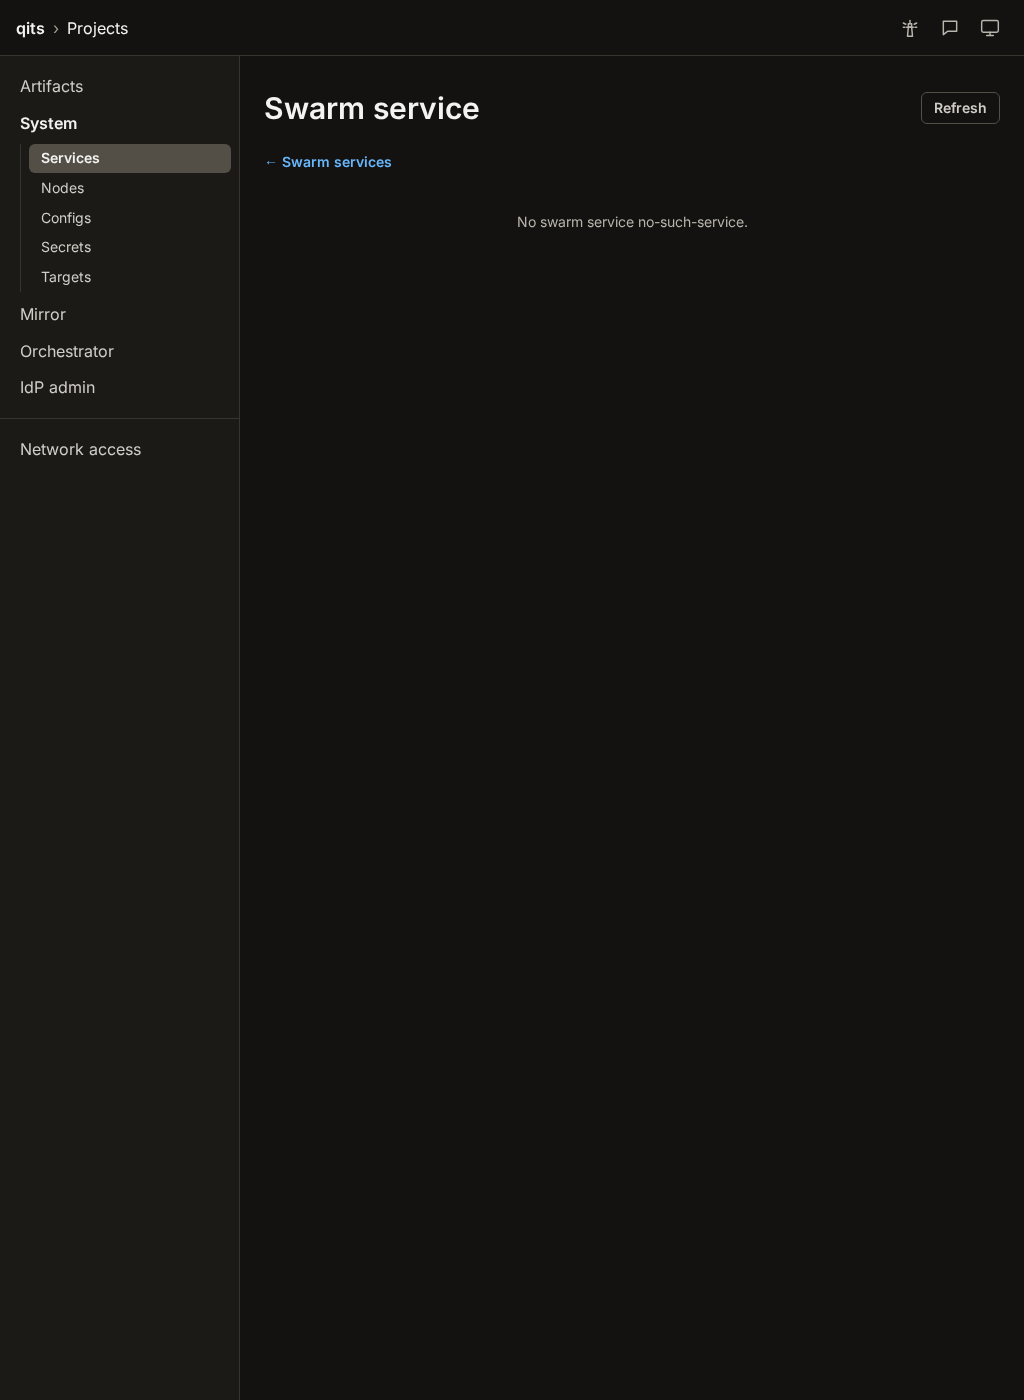 qits › Projects
Artifacts
System
Services
Nodes
Configs
Secrets
Targets
Mirror
Orchestrator
IdP admin
Network access
Swarm service
Refresh
← Swarm services
No swarm service no-such-service.